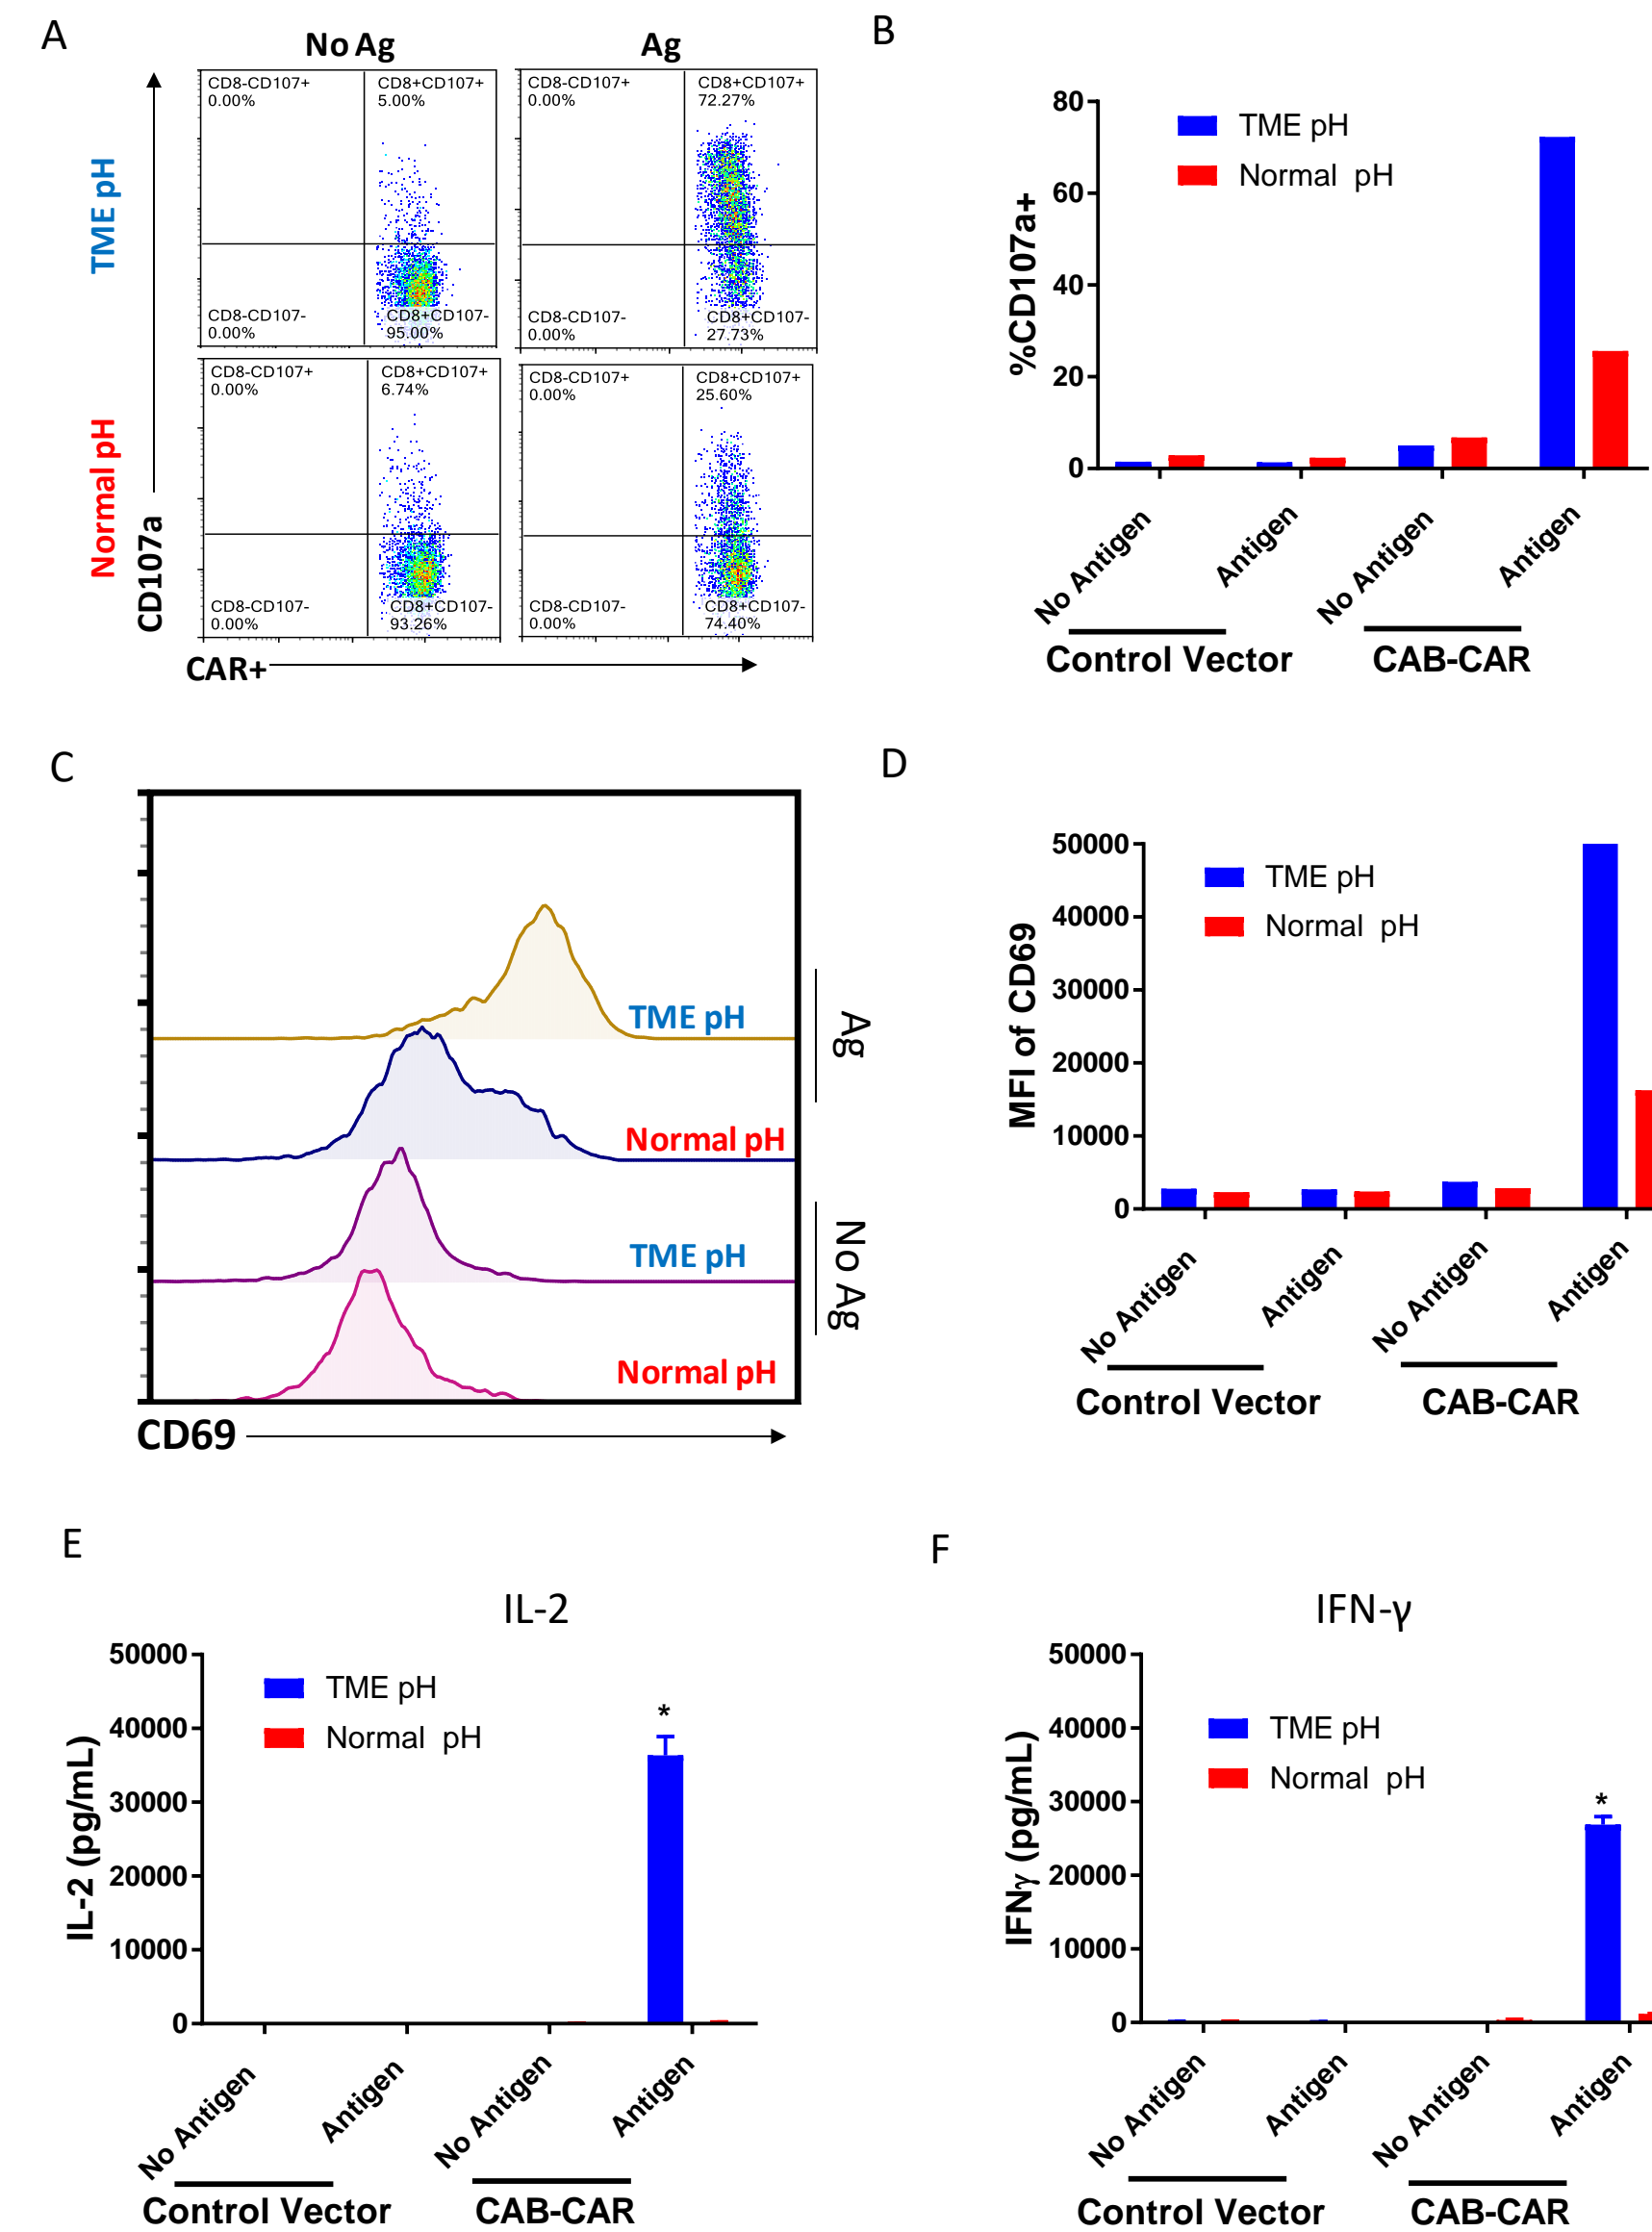 A
No Ag
Ag
TME pH
Normal pH
CD107a
CD8-CD107+
0.00%
CD8+CD107+
5.00%
CD8-CD107-
0.00%
CD8+CD107-
95.00%
CD8-CD107+
0.00%
CD8+CD107+
72.27%
CD8-CD107-
0.00%
CD8+CD107-
27.73%
CD8-CD107+
0.00%
CD8+CD107+
6.74%
CD8-CD107-
0.00%
CD8+CD107-
93.26%
CD8-CD107+
0.00%
CD8+CD107+
25.60%
CD8-CD107-
0.00%
CD8+CD107-
74.40%
CAR+
B
%CD107a+
80
60
40
20
0
TME pH
Normal pH
No Antigen
Antigen
No Antigen
Antigen
Control Vector
CAB-CAR
C
TME pH
Normal pH
Ag
TME pH
Normal pH
No Ag
CD69
D
MFI of CD69
50000
40000
30000
20000
10000
0
TME pH
Normal pH
No Antigen
Antigen
No Antigen
Antigen
Control Vector
CAB-CAR
E
IL-2
IL-2 (pg/mL)
50000
40000
30000
20000
10000
0
TME pH
Normal pH
*
No Antigen
Antigen
No Antigen
Antigen
Control Vector
CAB-CAR
F
IFN-γ
IFNγ (pg/mL)
50000
40000
30000
20000
10000
0
TME pH
Normal pH
*
No Antigen
Antigen
No Antigen
Antigen
Control Vector
CAB-CAR